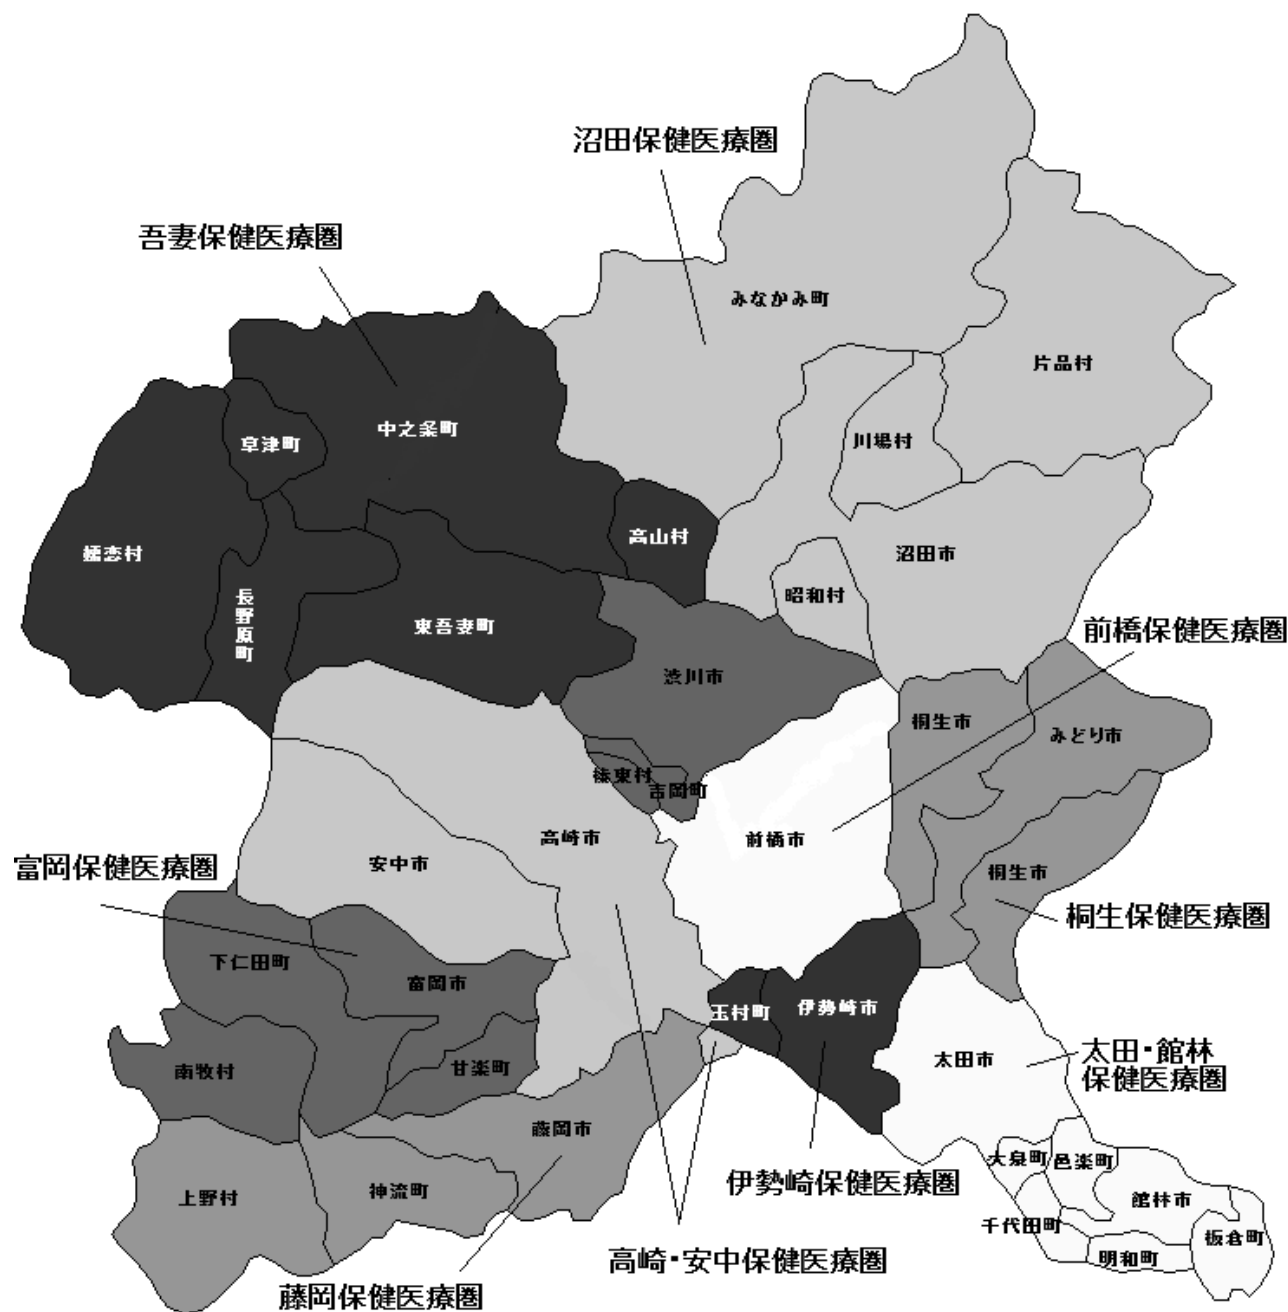 沼田保健医療圏
吾妻保健医療圏
みなかみ町
片品村
中之条町
草津町
川場村
高山村
嬬恋村
沼田市
昭和村
長野原町
東吾妻町
前橋保健医療圏
渋川市
桐生市
みどり市
榛東村
吉岡町
高崎市
前橋市
安中市
富岡保健医療圏
桐生市
桐生保健医療圏
下仁田町
富岡市
玉村町
伊勢崎市
太田市
太田・館林
保健医療圏
南牧村
甘楽町
藤岡市
大泉町
邑楽町
伊勢崎保健医療圏
上野村
神流町
館林市
千代田町
板倉町
明和町
高崎・安中保健医療圏
藤岡保健医療圏